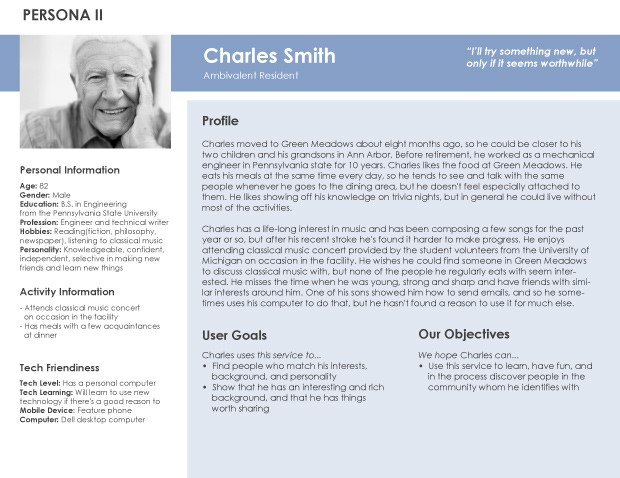 PERSONA II
Charles Smith
Ambivalent Resident
"I'll try something new, but
only if it seems worthwhile"
Personal Information
Age: 82
Gender: Male
Education: B.S. in Engineering
from the Pennsylvania State University
Profession: Engineer and technical writer
Hobbies: Reading(fiction, philosophy,
newspaper), listening to classical music
Personality: Knowledgeable, confident,
independent, selective in making new
friends and learn new things
Activity Information
- Attends classical music concert
on occasion in the facility
- Has meals with a few acquaintances
at dinner
Tech Friendiness
Tech Level: Has a personal computer
Tech Learning: Will learn to use new
technology if there's a good reason to
Mobile Device: Feature phone
Computer: Dell desktop computer
Profile
Charles moved to Green Meadows about eight months ago, so he could be closer to his
two children and his grandsons in Ann Arbor. Before retirement, he worked as a mechanical
engineer in Pennsylvania state for 10 years. Charles likes the food at Green Meadows. He
eats his meals at the same time every day, so he tends to see and talk with the same
people whenever he goes to the dining area, but he doesn't feel especially attached to
them. He likes showing off his knowledge on trivia nights, but in general he could live without
most of the activities.
Charles has a life-long interest in music and has been composing a few songs for the past
year or so, but after his recent stroke he's found it harder to make progress. He enjoys
attending classical music concert provided by the student volunteers from the University of
Michigan on occasion in the facility. He wishes he could find someone in Green Meadows
to discuss classical music with, but none of the people he regularly eats with seem inter-
ested. He misses the time when he was young, strong and sharp and have friends with simi-
lar interests around him. One of his sons showed him how to send emails, and so he some-
times uses his computer to do that, but he hasn't found a reason to use it for much else.
User Goals
Charles uses this service to...
• Find people who match his interests,
background, and personality
• Show that he has an interesting and rich
background, and that he has things
worth sharing
Our Objectives
We hope Charles can...
• Use this service to learn, have fun, and
in the process discover people in the
community whom he identifies with